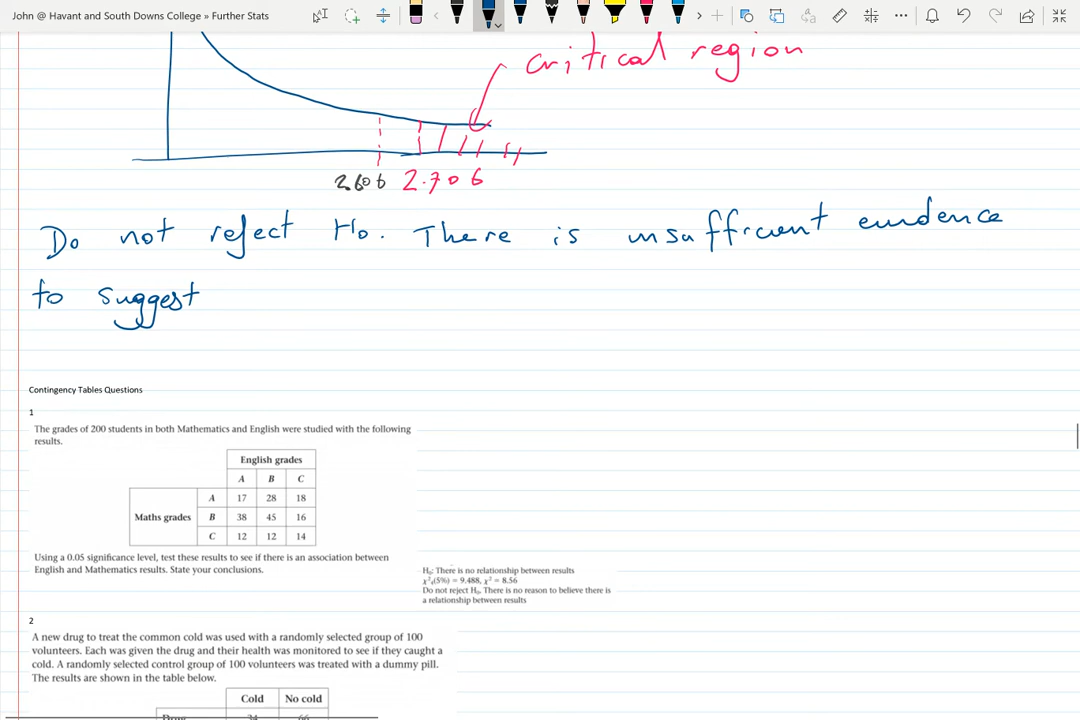 John @ Havant and South Downs College » Further Stats
critical region
2.606 2.706
Do not reject H₀. There is insufficient evidence
to suggest
Contingency Tables Questions
1
The grades of 200 students in both Mathematics and English were studied with the following
results.
English grades
A B C
A 17 28 18
Maths grades B 38 45 16
C 12 12 14
Using a 0.05 significance level, test these results to see if there is an association between
English and Mathematics results. State your conclusions.
H₀: There is no relationship between results
χ²₄(5%) = 9.488, χ² = 8.56
Do not reject H₀. There is no reason to believe there is
a relationship between results
2
A new drug to treat the common cold was used with a randomly selected group of 100
volunteers. Each was given the drug and their health was monitored to see if they caught a
cold. A randomly selected control group of 100 volunteers was treated with a dummy pill.
The results are shown in the table below.
Cold No cold